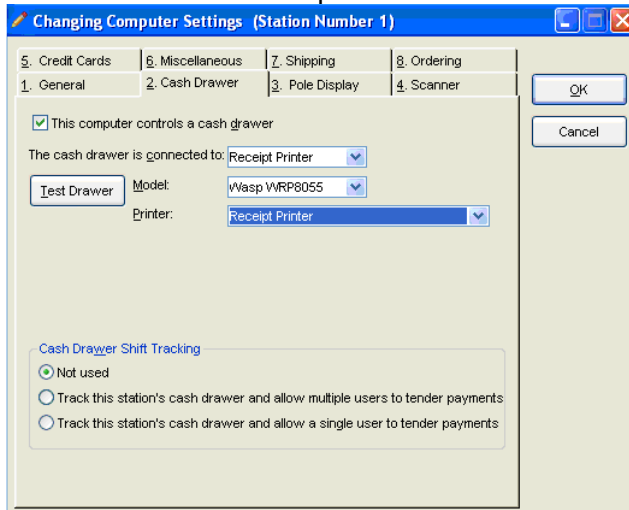 Changing Computer Settings (Station Number 1)
5. Credit Cards 6. Miscellaneous 7. Shipping 8. Ordering
1. General 2. Cash Drawer 3. Pole Display 4. Scanner
OK
Cancel
This computer controls a cash drawer
The cash drawer is connected to: Receipt Printer
Test Drawer Model: Wasp WRP8055
Printer: Receipt Printer
Cash Drawer Shift Tracking
Not used
Track this station's cash drawer and allow multiple users to tender payments
Track this station's cash drawer and allow a single user to tender payments